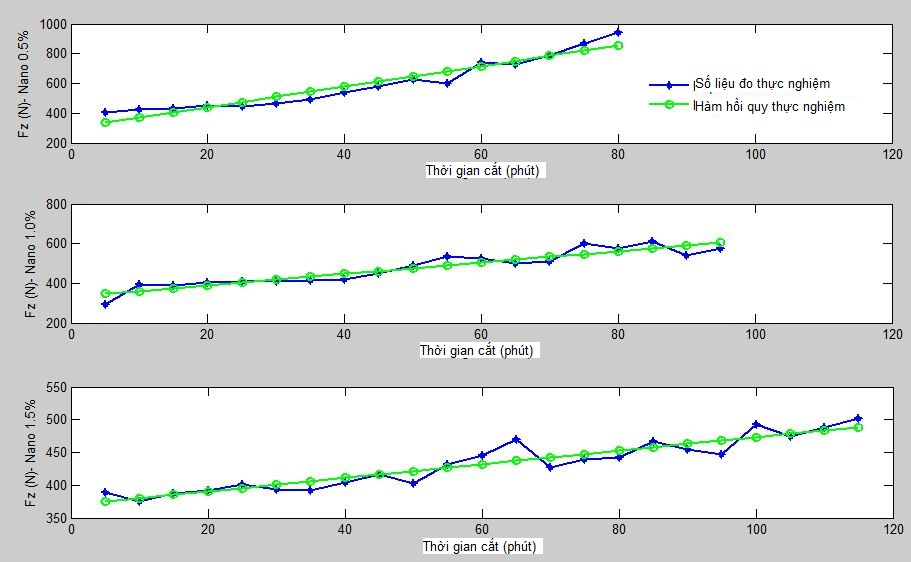 1000
800
600
400
200
Fz (N)- Nano 0.5%
Số liệu đo thực nghiệm
Hàm hồi quy thực nghiệm
0 20 40 60 80 100 120
Thời gian cắt (phút)
800
600
400
200
Fz (N)- Nano 1.0%
0 20 40 60 80 100 120
Thời gian cắt (phút)
550
500
450
400
350
Fz (N)- Nano 1.5%
0 20 40 60 80 100 120
Thời gian cắt (phút)